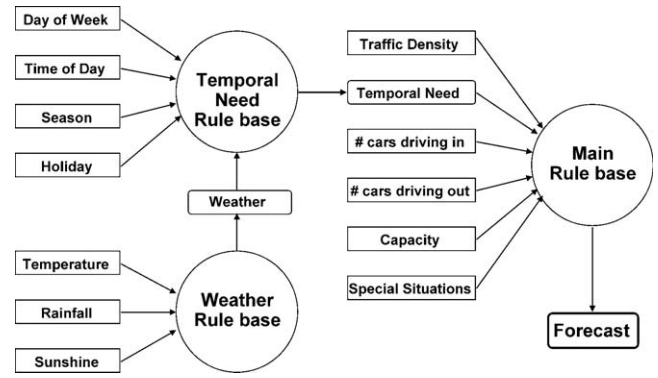 Day of Week
Time of Day
Season
Holiday
Temporal
Need
Rule base
Weather
Temperature
Rainfall
Sunshine
Weather
Rule base
Traffic Density
Temporal Need
# cars driving in
# cars driving out
Capacity
Special Situations
Main
Rule base
Forecast